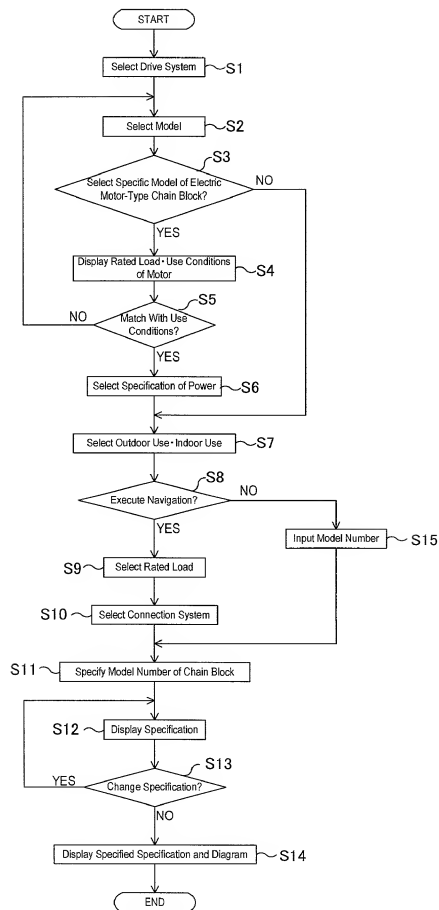 START
Select Drive System
S1
Select Model
S2
S3
Select Specific Model of Electric
Motor-Type Chain Block?
NO
YES
Display Rated Load・Use Conditions
of Motor
S4
S5
NO
Match With Use
Conditions?
YES
Select Specification of Power
S6
Select Outdoor Use・Indoor Use
S7
S8
Execute Navigation?
NO
YES
Input Model Number
S15
S9
Select Rated Load
S10
Select Connection System
S11
Specify Model Number of Chain Block
S12
Display Specification
S13
YES
Change Specification?
NO
Display Specified Specification and Diagram
S14
END